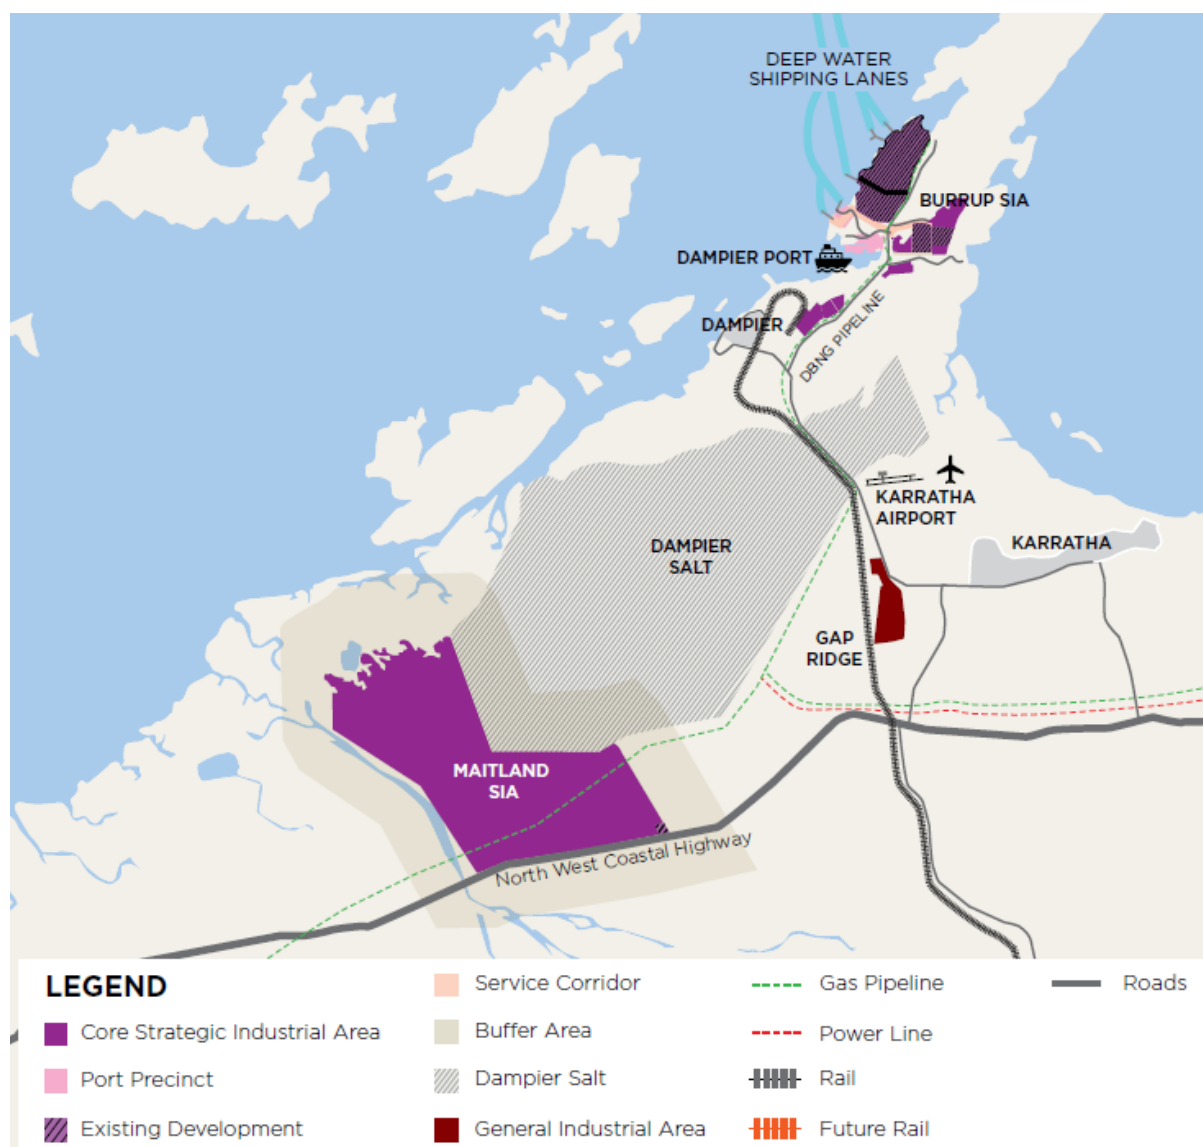 DEEP WATER
SHIPPING LANES
BURRUP SIA
DAMPIER PORT
DAMPIER
DBNG PIPELINE
KARRATHA
AIRPORT
KARRATHA
DAMPIER
SALT
GAP
RIDGE
MAITLAND
SIA
North West Coastal Highway
LEGEND
Core Strategic Industrial Area
Port Precinct
Existing Development
Service Corridor
Buffer Area
Dampier Salt
General Industrial Area
Gas Pipeline
Power Line
Rail
Future Rail
Roads